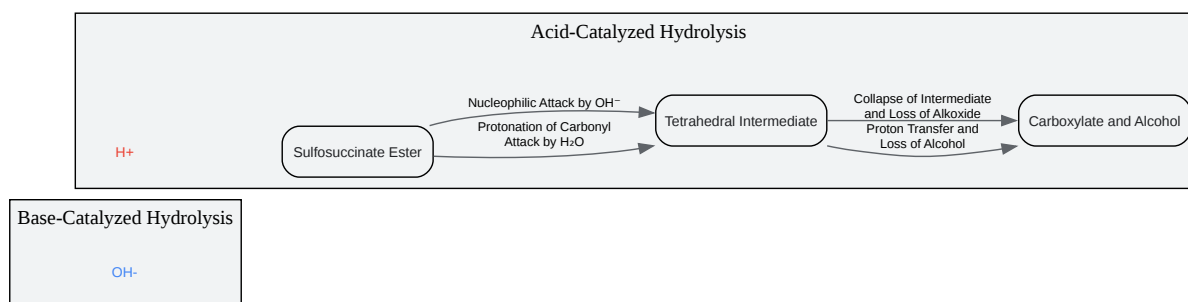 Acid-Catalyzed Hydrolysis
H+
Sulfosuccinate Ester
Nucleophilic Attack by OH⁻
Protonation of Carbonyl
Attack by H₂O
Tetrahedral Intermediate
Collapse of Intermediate
and Loss of Alkoxide
Proton Transfer and
Loss of Alcohol
Carboxylate and Alcohol
Base-Catalyzed Hydrolysis
OH-